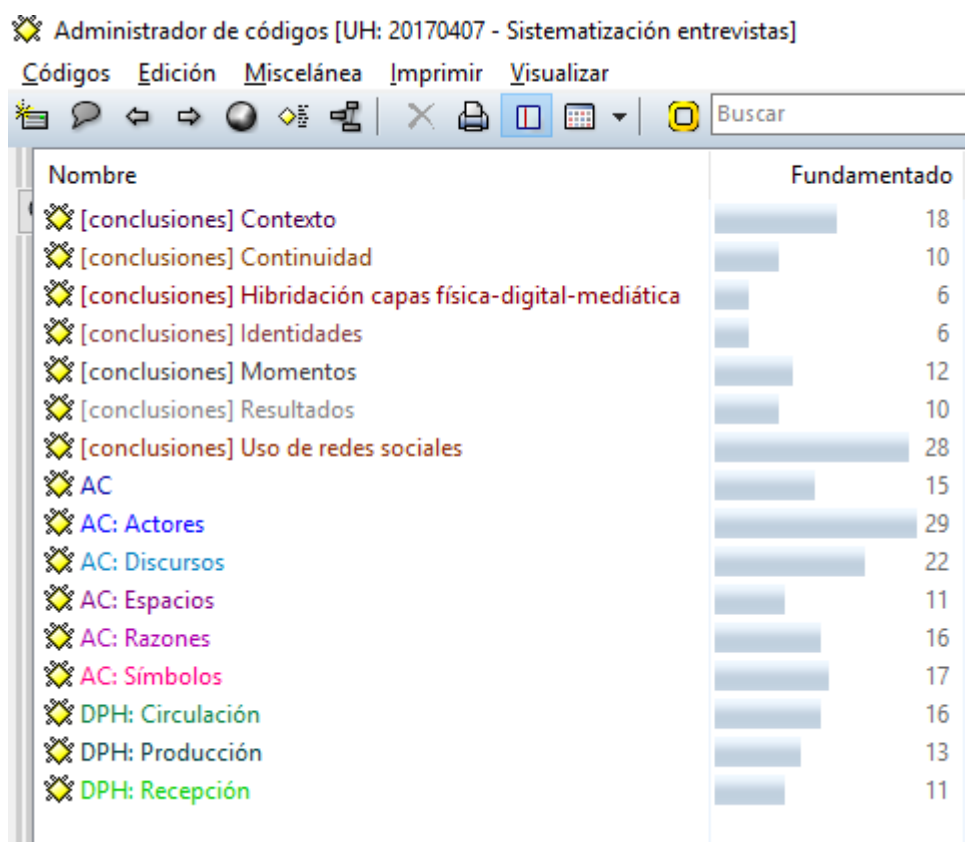 Administrador de códigos [UH: 20170407 - Sistematización entrevistas]
Códigos Edición Miscelánea Imprimir Visualizar
Buscar
Nombre Fundamentado
[conclusiones] Contexto 18
[conclusiones] Continuidad 10
[conclusiones] Hibridación capas física-digital-mediática 6
[conclusiones] Identidades 6
[conclusiones] Momentos 12
[conclusiones] Resultados 10
[conclusiones] Uso de redes sociales 28
AC 15
AC: Actores 29
AC: Discursos 22
AC: Espacios 11
AC: Razones 16
AC: Símbolos 17
DPH: Circulación 16
DPH: Producción 13
DPH: Recepción 11